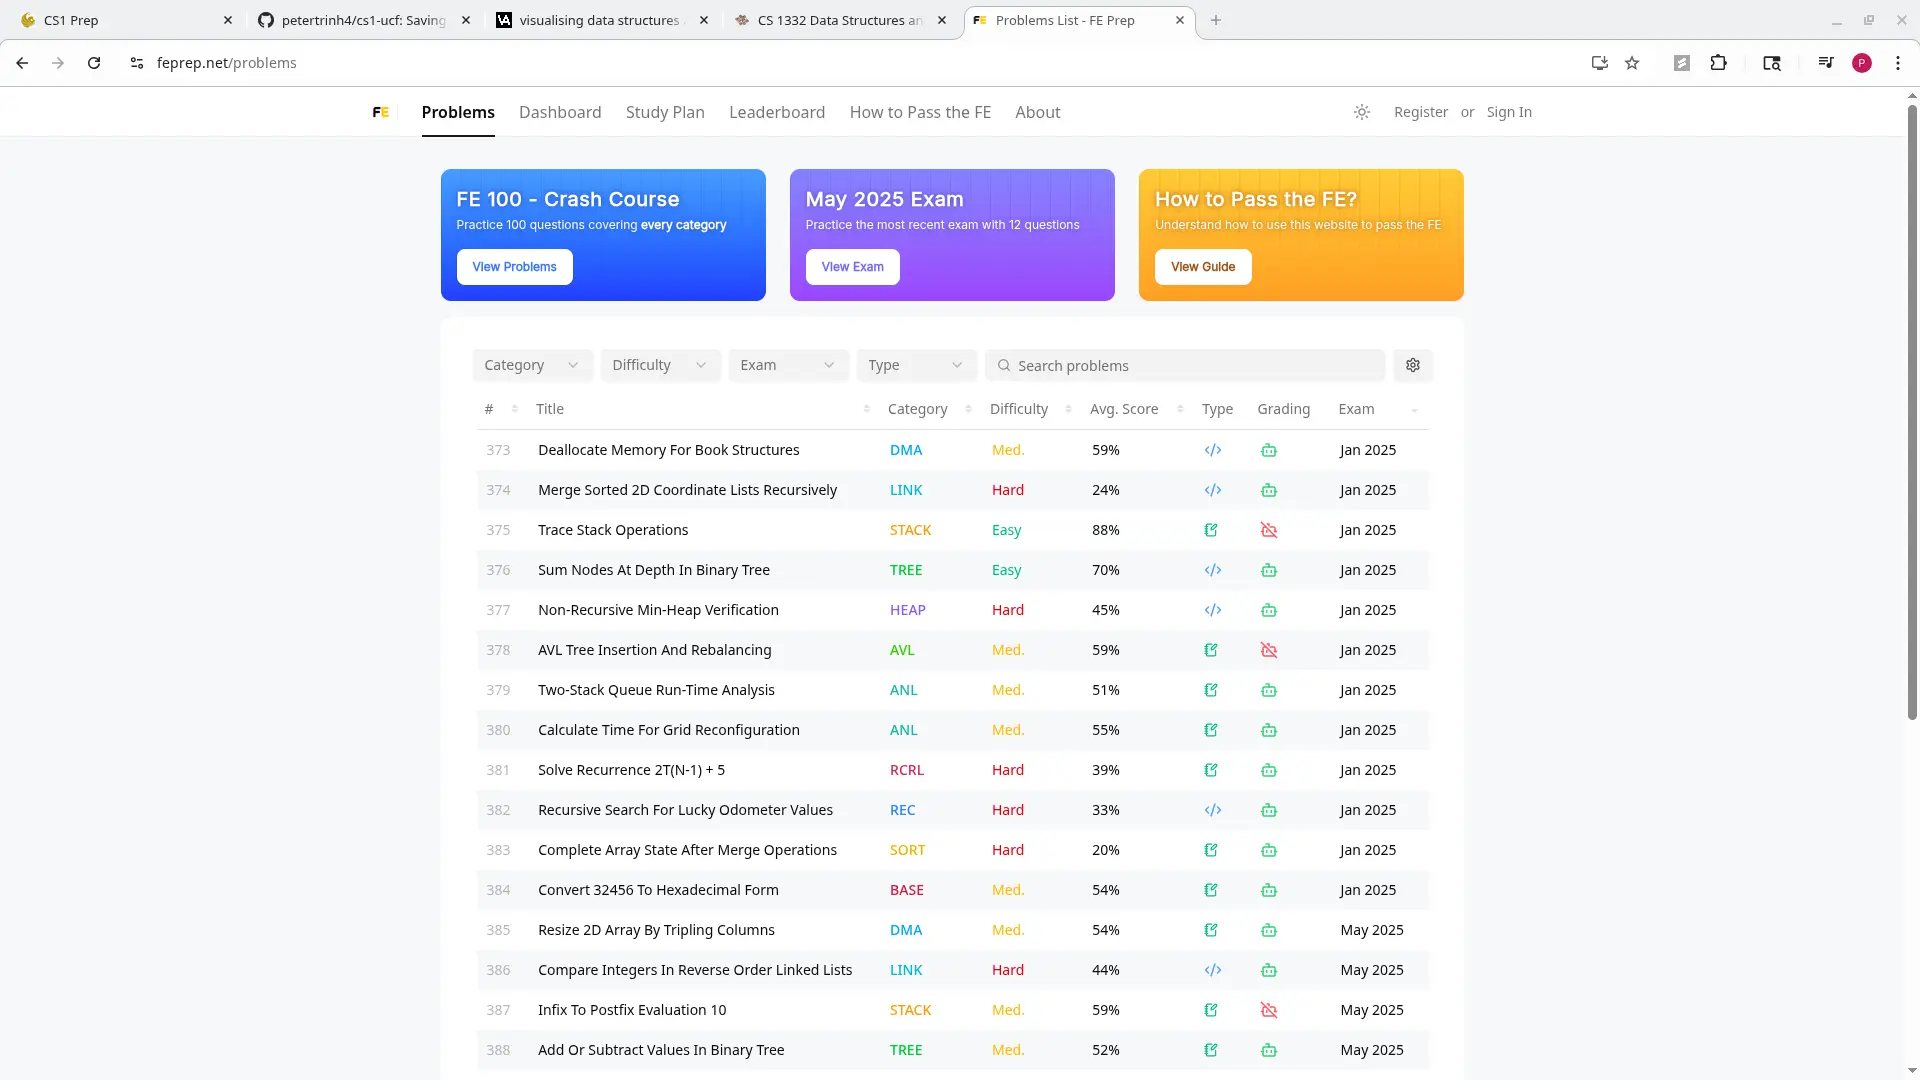 CS1 Prep
petertrinh4/cs1-ucf: Saving
visualising data structures
CS 1332 Data Structures an
Problems List - FE Prep
feprep.net/problems
P
FE
Problems
Dashboard
Study Plan
Leaderboard
How to Pass the FE
About
Register or Sign In
FE 100 - Crash Course
Practice 100 questions covering every category
View Problems
May 2025 Exam
Practice the most recent exam with 12 questions
View Exam
How to Pass the FE?
Understand how to use this website to pass the FE
View Guide
Category
Difficulty
Exam
Type
Search problems
# Title Category Difficulty Avg. Score Type Grading Exam
373 Deallocate Memory For Book Structures DMA Med. 59% </> Jan 2025
374 Merge Sorted 2D Coordinate Lists Recursively LINK Hard 24% </> Jan 2025
375 Trace Stack Operations STACK Easy 88% Jan 2025
376 Sum Nodes At Depth In Binary Tree TREE Easy 70% </> Jan 2025
377 Non-Recursive Min-Heap Verification HEAP Hard 45% </> Jan 2025
378 AVL Tree Insertion And Rebalancing AVL Med. 59% Jan 2025
379 Two-Stack Queue Run-Time Analysis ANL Med. 51% Jan 2025
380 Calculate Time For Grid Reconfiguration ANL Med. 55% Jan 2025
381 Solve Recurrence 2T(N-1) + 5 RCRL Hard 39% Jan 2025
382 Recursive Search For Lucky Odometer Values REC Hard 33% </> Jan 2025
383 Complete Array State After Merge Operations SORT Hard 20% Jan 2025
384 Convert 32456 To Hexadecimal Form BASE Med. 54% Jan 2025
385 Resize 2D Array By Tripling Columns DMA Med. 54% May 2025
386 Compare Integers In Reverse Order Linked Lists LINK Hard 44% </> May 2025
387 Infix To Postfix Evaluation 10 STACK Med. 59% May 2025
388 Add Or Subtract Values In Binary Tree TREE Med. 52% May 2025